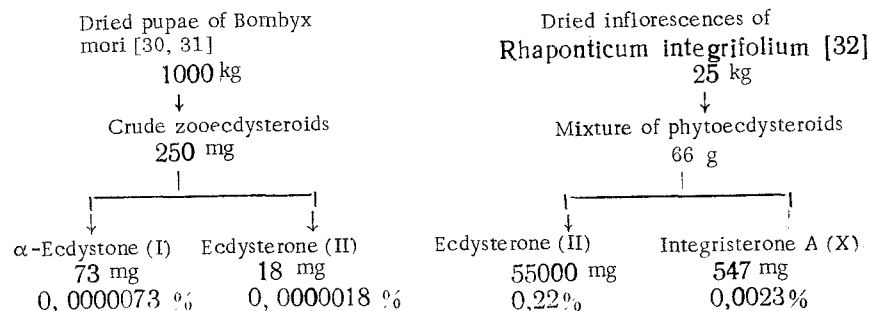 Dried pupae of Bombyx
mori [30, 31]
1000 kg
Crude zooecdysteroids
250 mg
α-Ecdystone (I)
73 mg
0,0000073 %
Ecdysterone (II)
18 mg
0,0000018 %
Dried inflorescences of
Rhaponticum integrifolium [32]
25 kg
Mixture of phytoecdysteroids
66 g
Ecdysterone (II)
55000 mg
0,22%
Integristerone A (X)
547 mg
0,0023%